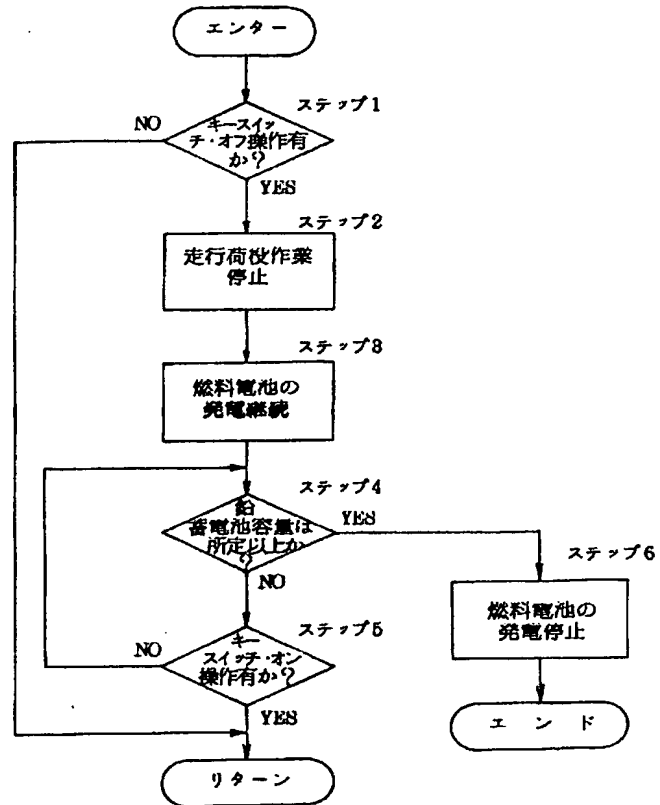 エンター
ステップ1
NO
キースイッ
チ・オフ操作有
か?
YES
ステップ2
走行荷役作業
停止
ステップ3
燃料電池の
発電継続
ステップ4
鉛
蓄電池容量は
所定以上か
?
YES
NO
ステップ6
燃料電池の
発電停止
ステップ5
NO
キー
スイッチ・オン
操作有か?
YES
エンド
リターン